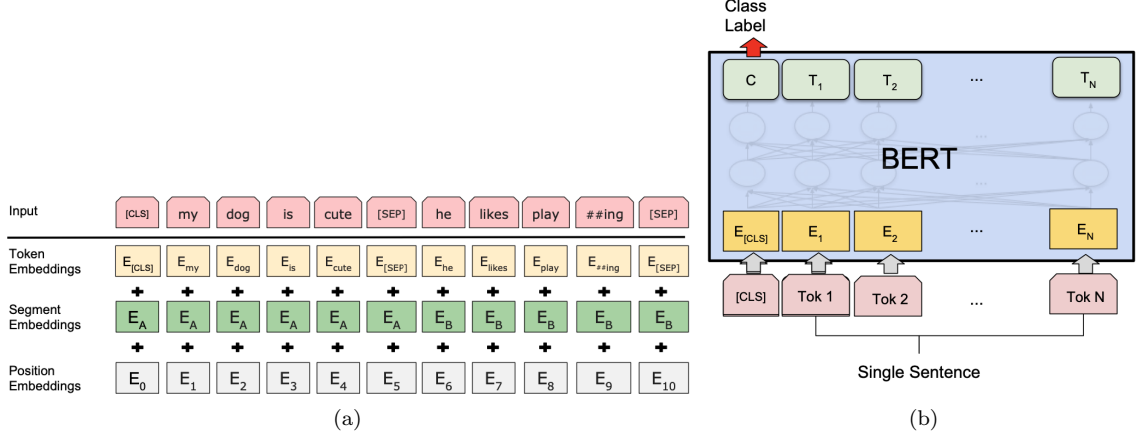 Input [CLS] my dog is cute [SEP] he likes play ##ing [SEP]
Token Embeddings E[CLS] Emy Edog Eis Ecute E[SEP] Ehe Elikes Eplay E##ing E[SEP]
+ + + + + + + + + + +
Segment Embeddings EA EA EA EA EA EA EB EB EB EB EB
+ + + + + + + + + + +
Position Embeddings E0 E1 E2 E3 E4 E5 E6 E7 E8 E9 E10
(a)
Class
Label
C T1 T2 ... TN
...
BERT
...
E[CLS] E1 E2 ... EN
[CLS] Tok 1 Tok 2 ... Tok N
Single Sentence
(b)